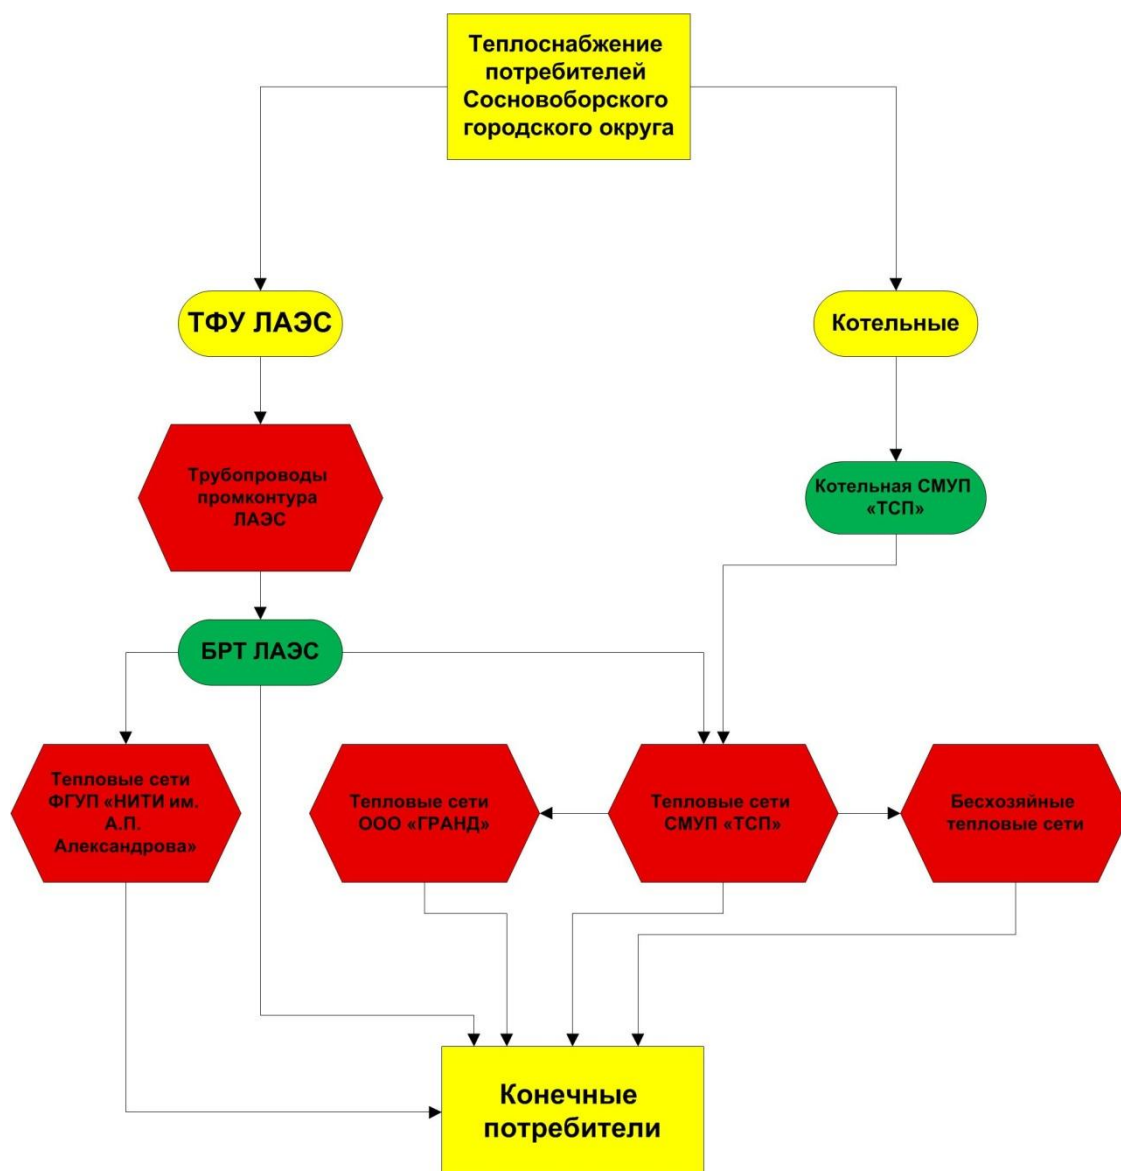 Теплоснабжение
потребителей
Сосновоборского
городского округа
ТФУ ЛАЭС
Котельные
Трубопроводы
промконтура
ЛАЭС
Котельная СМУП
«ТСП»
БРТ ЛАЭС
Тепловые сети
ФГУП «НИТИ им.
А.П.
Александрова»
Тепловые сети
ООО «ГРАНД»
Тепловые сети
СМУП «ТСП»
Бесхозяйные
тепловые сети
Конечные
потребители